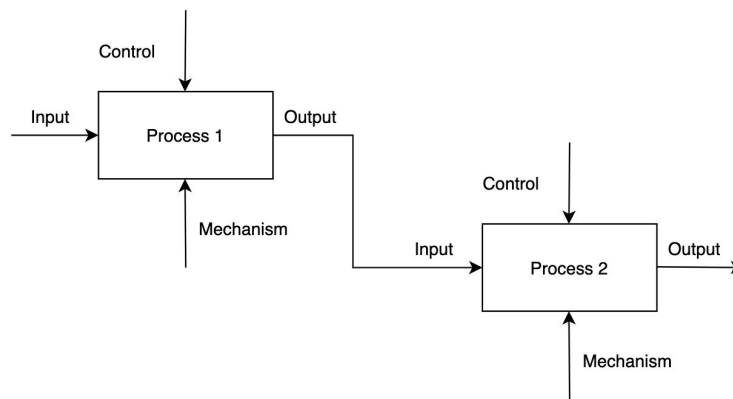 Control
Input
Output
Process 1
Mechanism
Control
Input
Output
Process 2
Mechanism